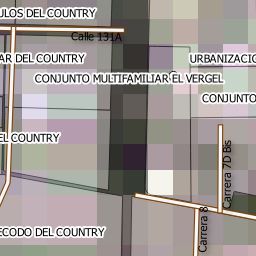 ULOS DEL COUNTRY
Calle 131A
AR DEL COUNTRY
URBANIZACIO
CONJUNTO MULTIFAMILIAR EL VERGEL
CONJUNTO
EL COUNTRY
Carrera 7D Bis
Carrera 8
ECODO DEL COUNTRY